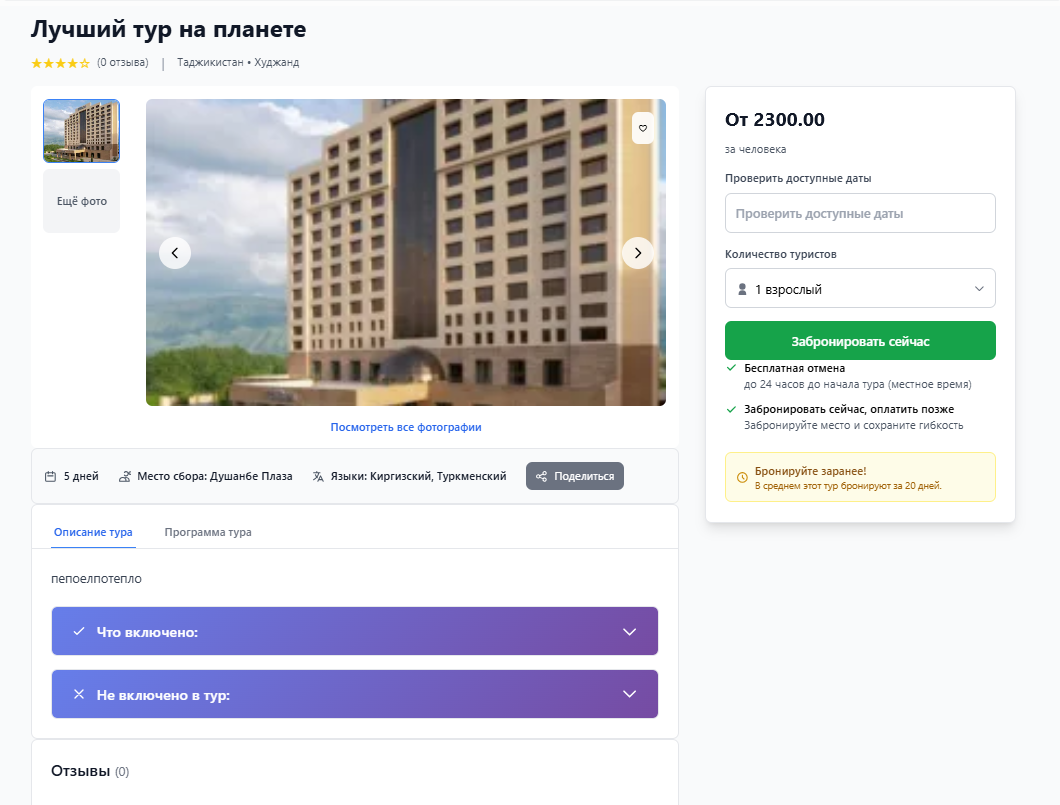 Лучший тур на планете
(0 отзыва) | Таджикистан • Худжанд
Ещё фото
Посмотреть все фотографии
5 дней
Место сбора: Душанбе Плаза
Языки: Киргизский, Туркменский
Поделиться
Описание тура
Программа тура
пепоелпотепло
Что включено:
Не включено в тур:
Отзывы (0)
От 2300.00
за человека
Проверить доступные даты
Проверить доступные даты
Количество туристов
1 взрослый
Забронировать сейчас
Бесплатная отмена
до 24 часов до начала тура (местное время)
Забронировать сейчас, оплатить позже
Забронируйте место и сохраните гибкость
Бронируйте заранее!
В среднем этот тур бронируют за 20 дней.